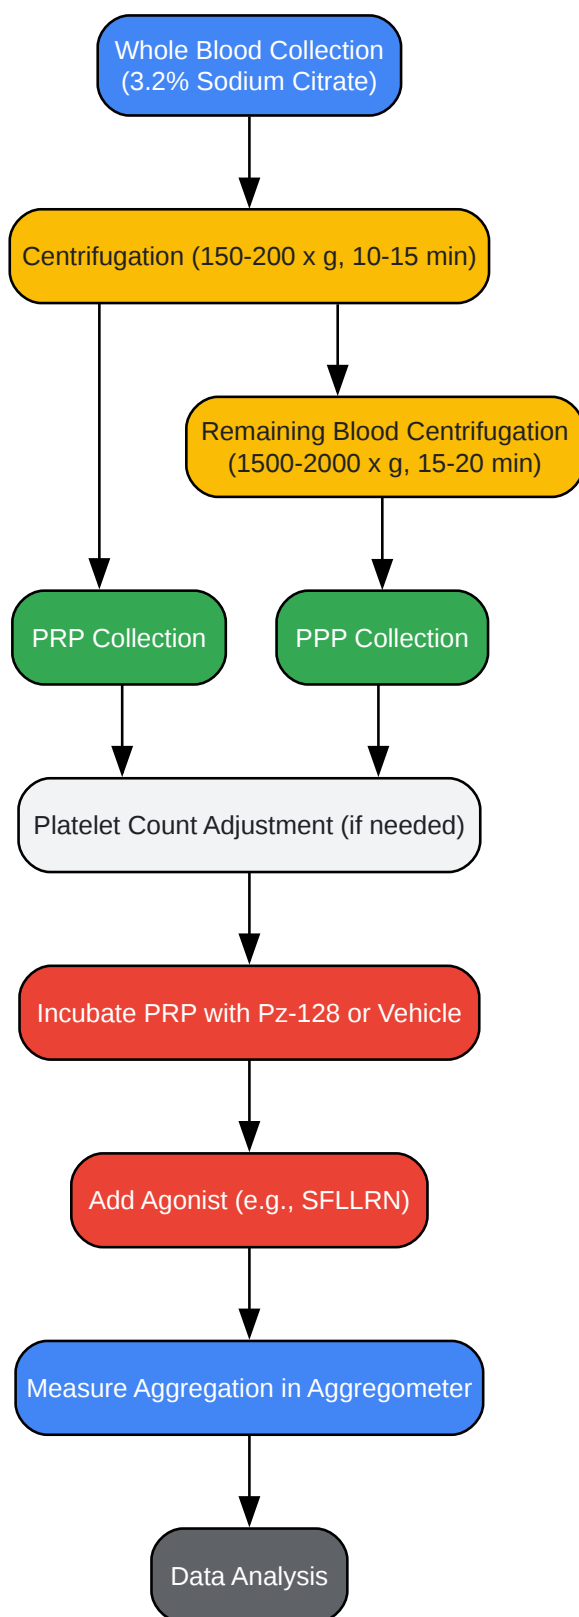 Whole Blood Collection
(3.2% Sodium Citrate)
Centrifugation (150-200 x g, 10-15 min)
Remaining Blood Centrifugation
(1500-2000 x g, 15-20 min)
PRP Collection
PPP Collection
Platelet Count Adjustment (if needed)
Incubate PRP with Pz-128 or Vehicle
Add Agonist (e.g., SFLLRN)
Measure Aggregation in Aggregometer
Data Analysis